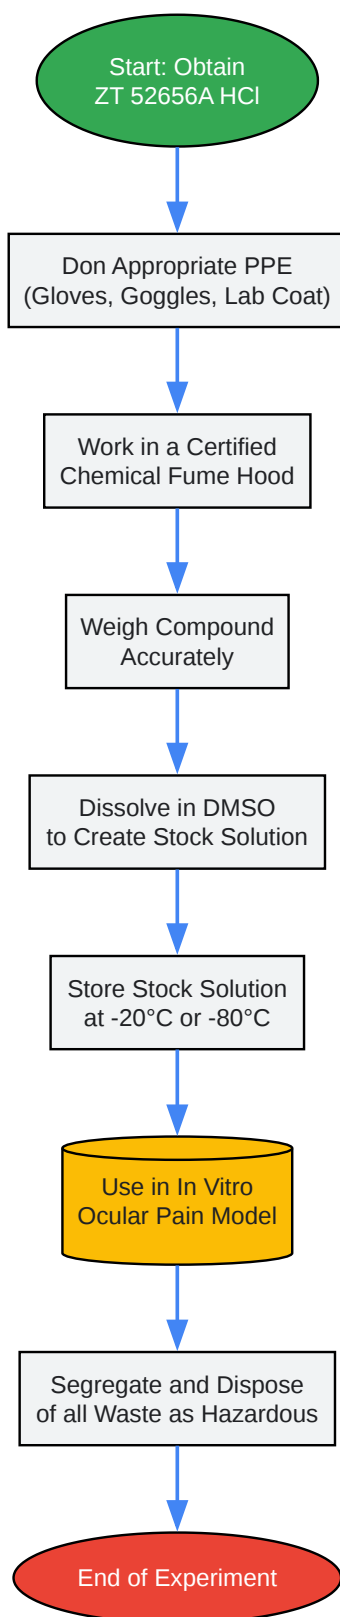 Start: Obtain
ZT 52656A HCl
Don Appropriate PPE
(Gloves, Goggles, Lab Coat)
Work in a Certified
Chemical Fume Hood
Weigh Compound
Accurately
Dissolve in DMSO
to Create Stock Solution
Store Stock Solution
at -20°C or -80°C
Use in In Vitro
Ocular Pain Model
Segregate and Dispose
of all Waste as Hazardous
End of Experiment